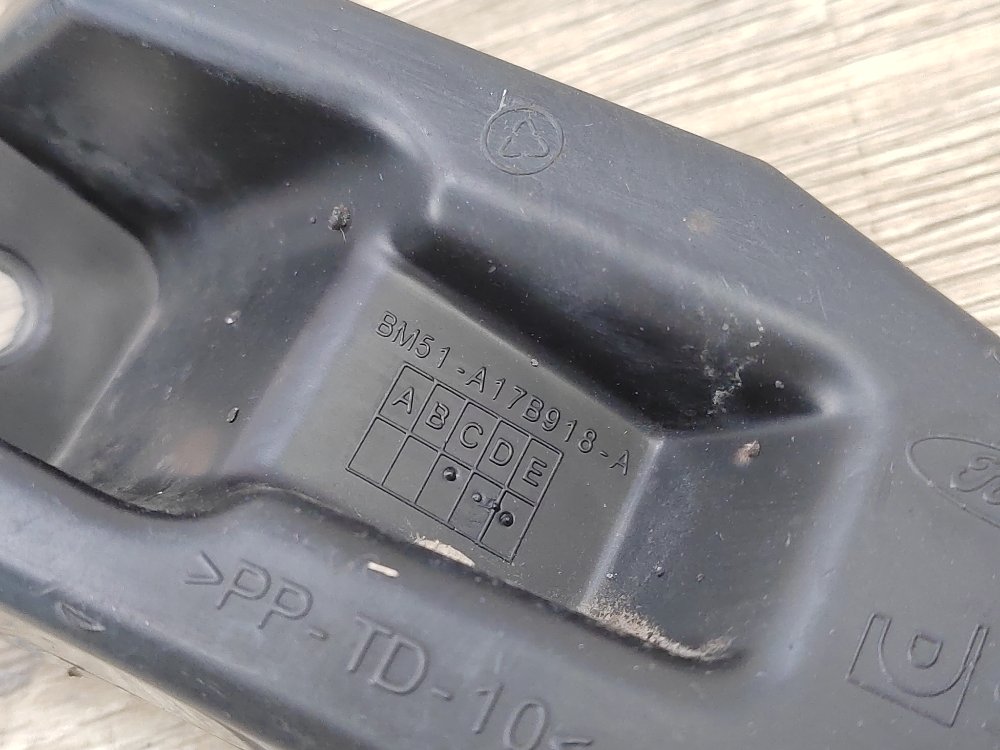 BM51-A17B918-A
A B C D E
>PP-TD-10<